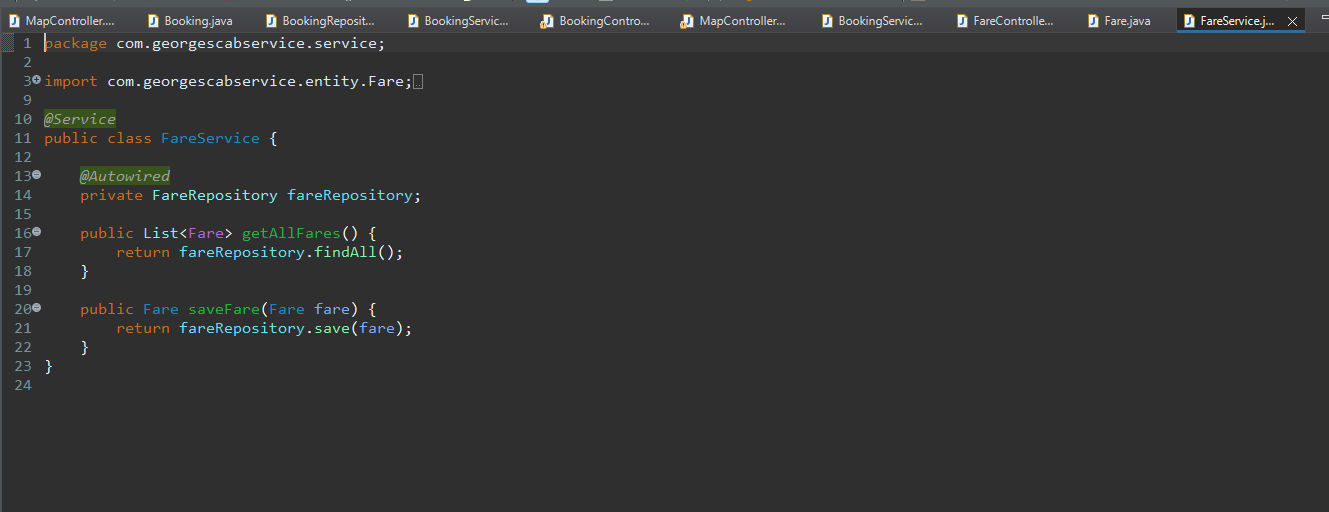 MapController....
Booking.java
BookingReposit...
BookingServic...
BookingContro...
MapController...
BookingServic...
FareControlle...
Fare.java
FareService.j...
1 package com.georgescabservice.service;
2
3 import com.georgescabservice.entity.Fare;
9
10 @Service
11 public class FareService {
12
13 @Autowired
14 private FareRepository fareRepository;
15
16 public List<Fare> getAllFares() {
17 return fareRepository.findAll();
18 }
19
20 public Fare saveFare(Fare fare) {
21 return fareRepository.save(fare);
22 }
23 }
24